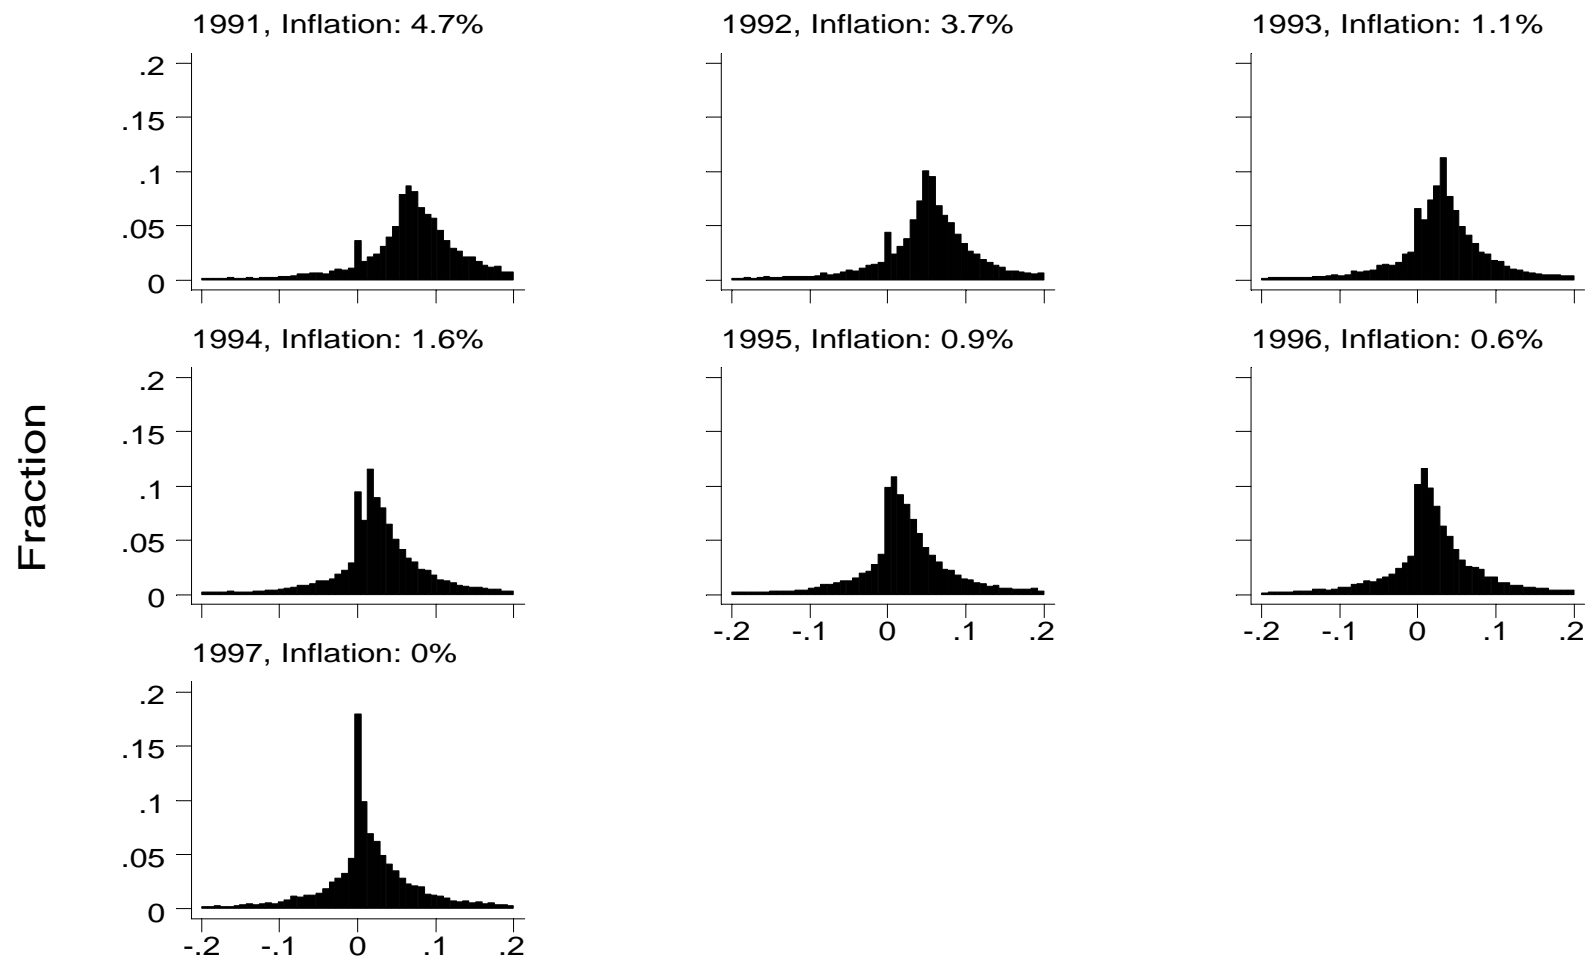 1991, Inflation: 4.7%
1992, Inflation: 3.7%
1993, Inflation: 1.1%
.2
.15
.1
.05
0
1994, Inflation: 1.6%
1995, Inflation: 0.9%
1996, Inflation: 0.6%
Fraction
.2
.15
.1
.05
0
-.2 -.1 0 .1 .2
-.2 -.1 0 .1 .2
1997, Inflation: 0%
.2
.15
.1
.05
0
-.2 -.1 0 .1 .2